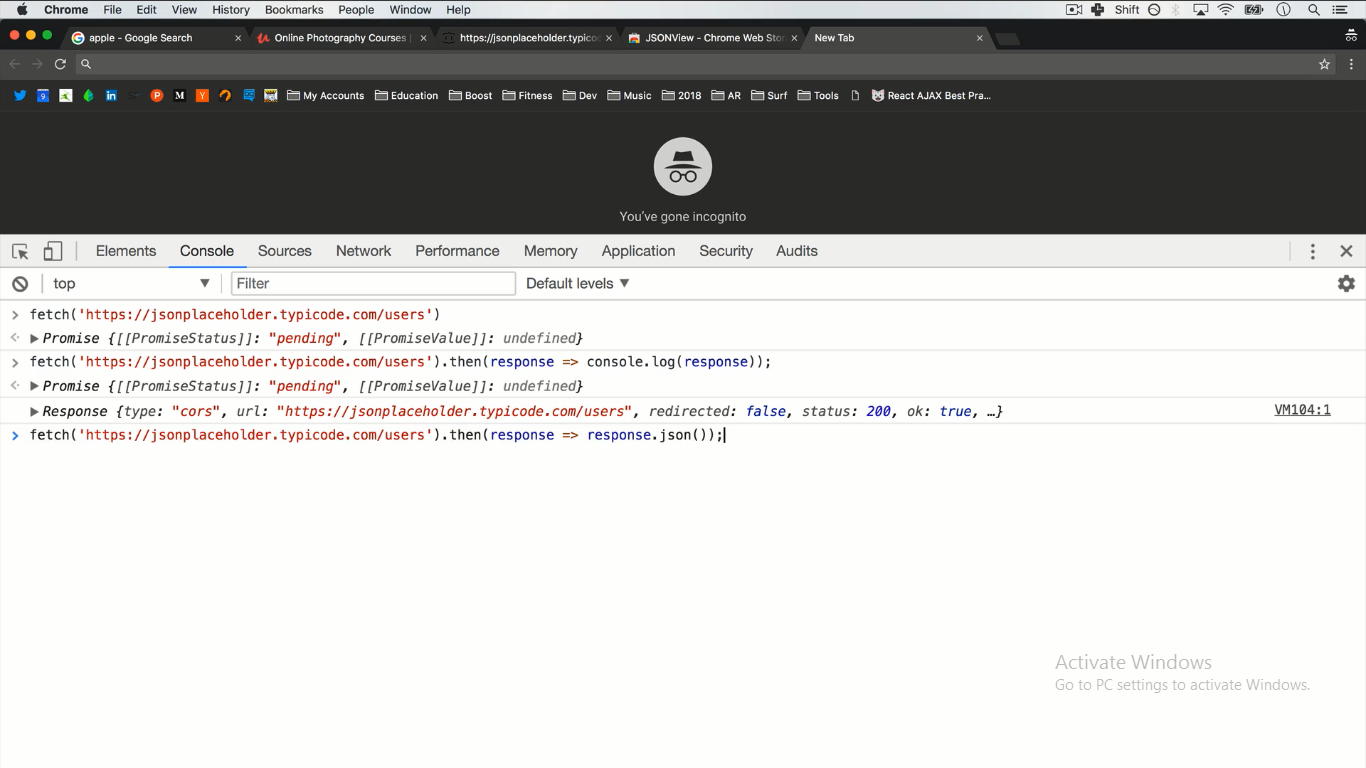 Chrome File Edit View History Bookmarks People Window Help Shift
apple - Google Search Online Photography Courses | https://jsonplaceholder.typicod JSONView - Chrome Web Stor New Tab
My Accounts Education Boost Fitness Dev Music 2018 AR Surf Tools React AJAX Best Pra...
You've gone incognito
Elements Console Sources Network Performance Memory Application Security Audits
top Filter Default levels
fetch('https://jsonplaceholder.typicode.com/users')
Promise {[[PromiseStatus]]: "pending", [[PromiseValue]]: undefined}
fetch('https://jsonplaceholder.typicode.com/users').then(response => console.log(response));
Promise {[[PromiseStatus]]: "pending", [[PromiseValue]]: undefined}
Response {type: "cors", url: "https://jsonplaceholder.typicode.com/users", redirected: false, status: 200, ok: true, …} VM104:1
fetch('https://jsonplaceholder.typicode.com/users').then(response => response.json());
Activate Windows
Go to PC settings to activate Windows.